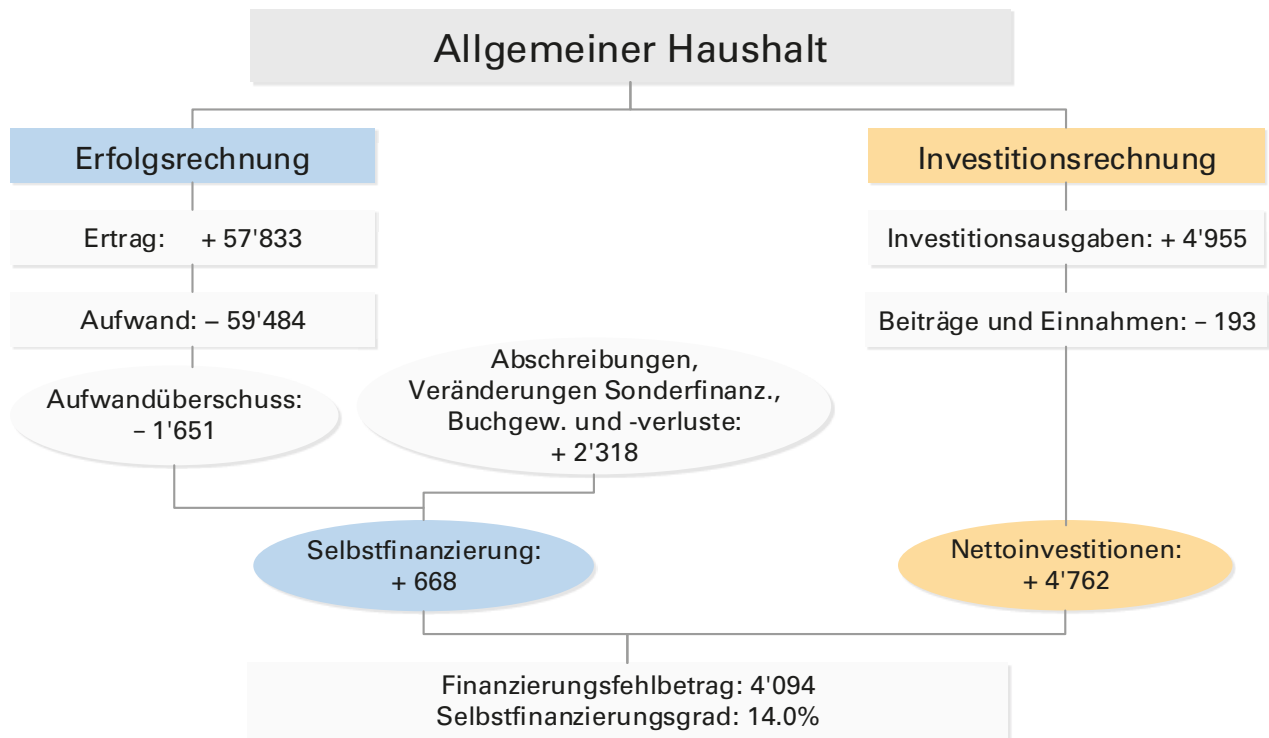 Allgemeiner Haushalt
Erfolgsrechnung
Ertrag: + 57'833
Aufwand: – 59'484
Aufwandüberschuss:
– 1'651
Abschreibungen,
Veränderungen Sonderfinanz.,
Buchgew. und -verluste:
+ 2'318
Selbstfinanzierung:
+ 668
Investitionsrechnung
Investitionsausgaben: + 4'955
Beiträge und Einnahmen: – 193
Nettoinvestitionen:
+ 4'762
Finanzierungsfehlbetrag: 4'094
Selbstfinanzierungsgrad: 14.0%